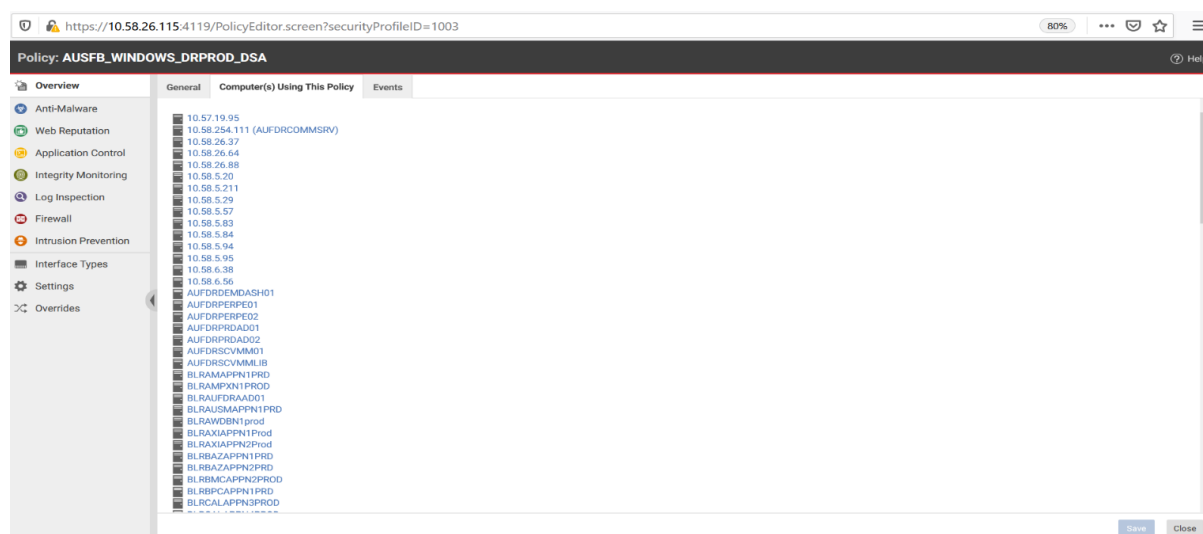 https://10.58.26.115:4119/PolicyEditor.screen?securityProfileID=1003
80%
Policy: AUSFB_WINDOWS_DRPROD_DSA
Hel
Overview
Anti-Malware
Web Reputation
Application Control
Integrity Monitoring
Log Inspection
Firewall
Intrusion Prevention
Interface Types
Settings
Overrides
General Computer(s) Using This Policy Events
10.57.19.95
10.58.254.111 (AUFDRCOMMSRV)
10.58.26.37
10.58.26.64
10.58.26.88
10.58.5.20
10.58.5.211
10.58.5.29
10.58.5.57
10.58.5.83
10.58.5.84
10.58.5.94
10.58.5.95
10.58.6.38
10.58.6.56
AUFDRDEMDASH01
AUFDRPERPE01
AUFDRPERPE02
AUFDRPRDAD01
AUFDRPRDAD02
AUFDRSCVMM01
AUFDRSCVMMLIB
BLRAMAPPN1PRD
BLRAMPXN1PROD
BLRAUFDRAAD01
BLRAUSMAPPN1PRD
BLRAWDBN1prod
BLRAXIAPPN1Prod
BLRAXIAPPN2Prod
BLRBAZAPPN1PRD
BLRBAZAPPN2PRD
BLRBMCAPPN2PROD
BLRBPCAPPN1PRD
BLRCALAPPN3PROD
Save Close